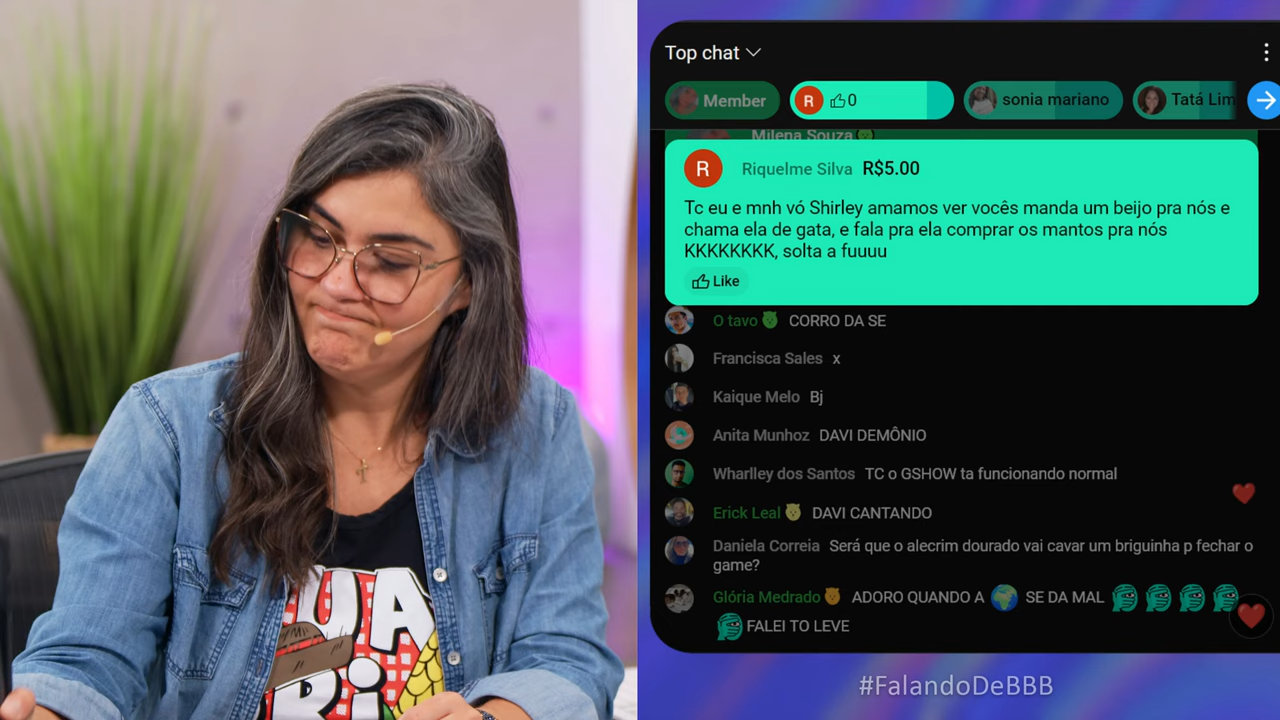 Top chat
Member
R 0
sonia mariano
Tatá Lim
Milena Souza
R
Riquelme Silva R$5.00
Tc eu e mnh vó Shirley amamos ver vocês manda um beijo pra nós e
chama ela de gata, e fala pra ela comprar os mantos pra nós
KKKKKKKK, solta a fuuuu
Like
O tavo CORRO DA SE
Francisca Sales x
Kaique Melo Bj
Anita Munhoz DAVI DEMÔNIO
Wharlley dos Santos TC o GSHOW ta funcionando normal
Erick Leal DAVI CANTANDO
Daniela Correia Será que o alecrim dourado vai cavar um briguinha p fechar o
game?
Glória Medrado ADORO QUANDO A 🌍 SE DA MAL
FALEI TO LEVE
#FalandoDeBBB